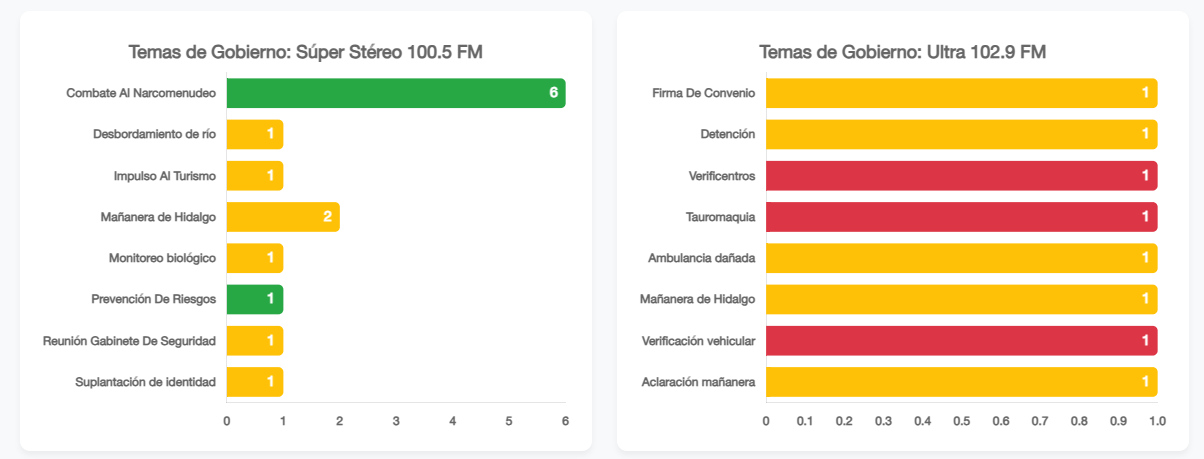 Temas de Gobierno: Súper Stéreo 100.5 FM
Combate Al Narcomenudeo 6
Desbordamiento de río 1
Impulso Al Turismo 1
Mañanera de Hidalgo 2
Monitoreo biológico 1
Prevención De Riesgos 1
Reunión Gabinete De Seguridad 1
Suplantación de identidad 1
0 1 2 3 4 5 6
Temas de Gobierno: Ultra 102.9 FM
Firma De Convenio 1
Detención 1
Verificentros 1
Tauromaquia 1
Ambulancia dañada 1
Mañanera de Hidalgo 1
Verificación vehicular 1
Aclaración mañanera 1
0 0.1 0.2 0.3 0.4 0.5 0.6 0.7 0.8 0.9 1.0